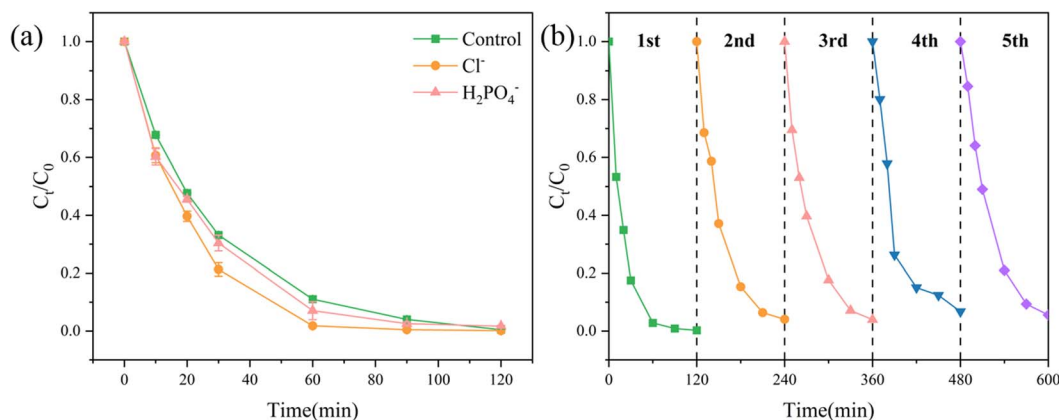 (a)
Control
Cl⁻
H₂PO₄⁻
1.0
0.8
0.6
0.4
0.2
0.0
Cₜ/C₀
0 20 40 60 80 100 120
Time(min)
(b)
1st 2nd 3rd 4th 5th
1.0
0.8
0.6
0.4
0.2
0.0
Cₜ/C₀
0 120 240 360 480 600
Time(min)